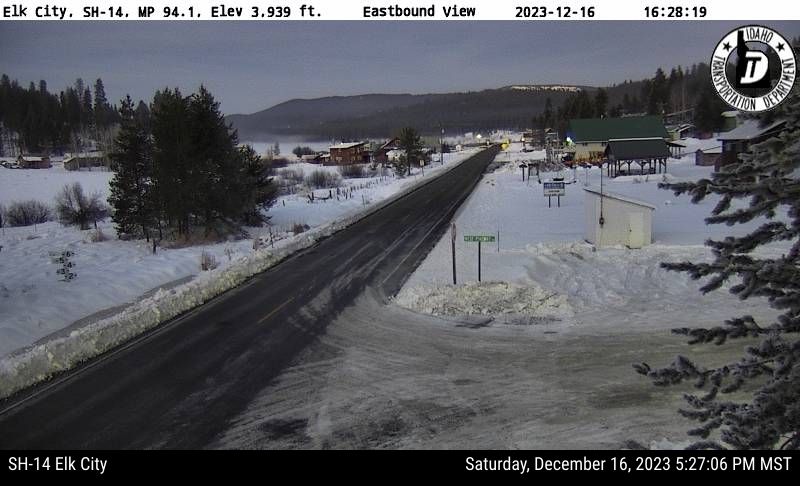 Elk City, SH-14, MP 94.1, Elev 3,939 ft. Eastbound View 2023-12-16 16:28:19
IDAHO
TRANSPORTATION DEPARTMENT
SH-14 Elk City
Saturday, December 16, 2023 5:27:06 PM MST